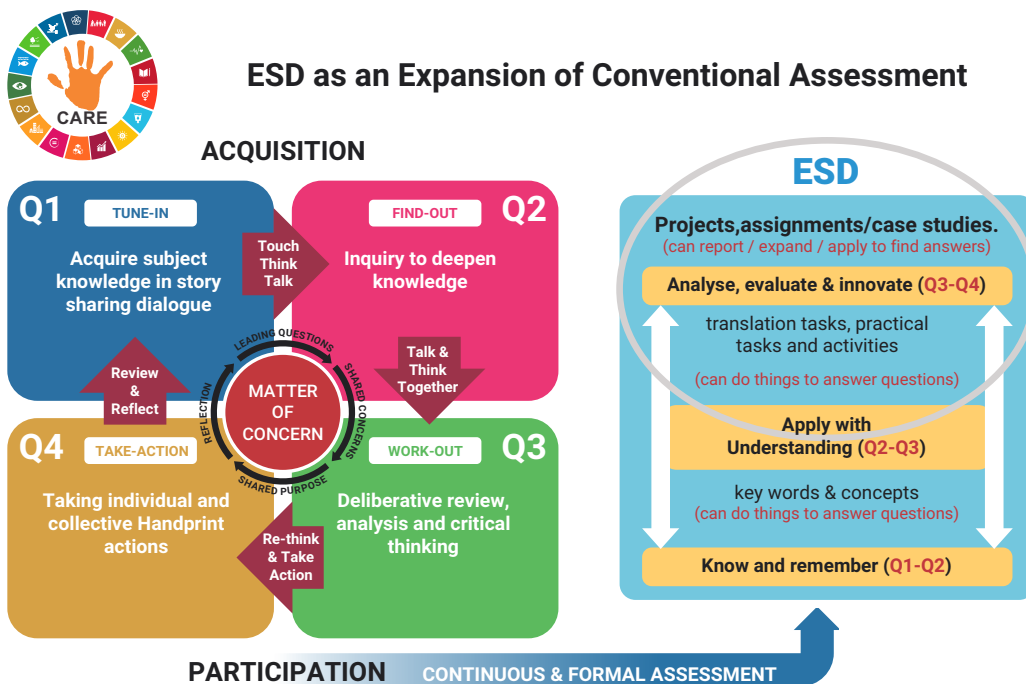 CARE
ESD as an Expansion of Conventional Assessment
ACQUISITION
Q1
TUNE-IN
Acquire subject
knowledge in story
sharing dialogue
Touch
Think
Talk
FIND-OUT
Q2
Inquiry to deepen
knowledge
Review
&
Reflect
LEADING QUESTIONS
SHARED CONCERNS
SHARED PURPOSE
REFLECTION
MATTER
OF
CONCERN
Talk &
Think
Together
Q4
TAKE-ACTION
Taking individual and
collective Handprint
actions
Re-think
& Take
Action
WORK-OUT
Q3
Deliberative review,
analysis and critical
thinking
PARTICIPATION
CONTINUOUS & FORMAL ASSESSMENT
ESD
Projects,assignments/case studies.
(can report / expand / apply to find answers)
Analyse, evaluate & innovate (Q3-Q4)
translation tasks, practical
tasks and activities
(can do things to answer questions)
Apply with
Understanding (Q2-Q3)
key words & concepts
(can do things to answer questions)
Know and remember (Q1-Q2)